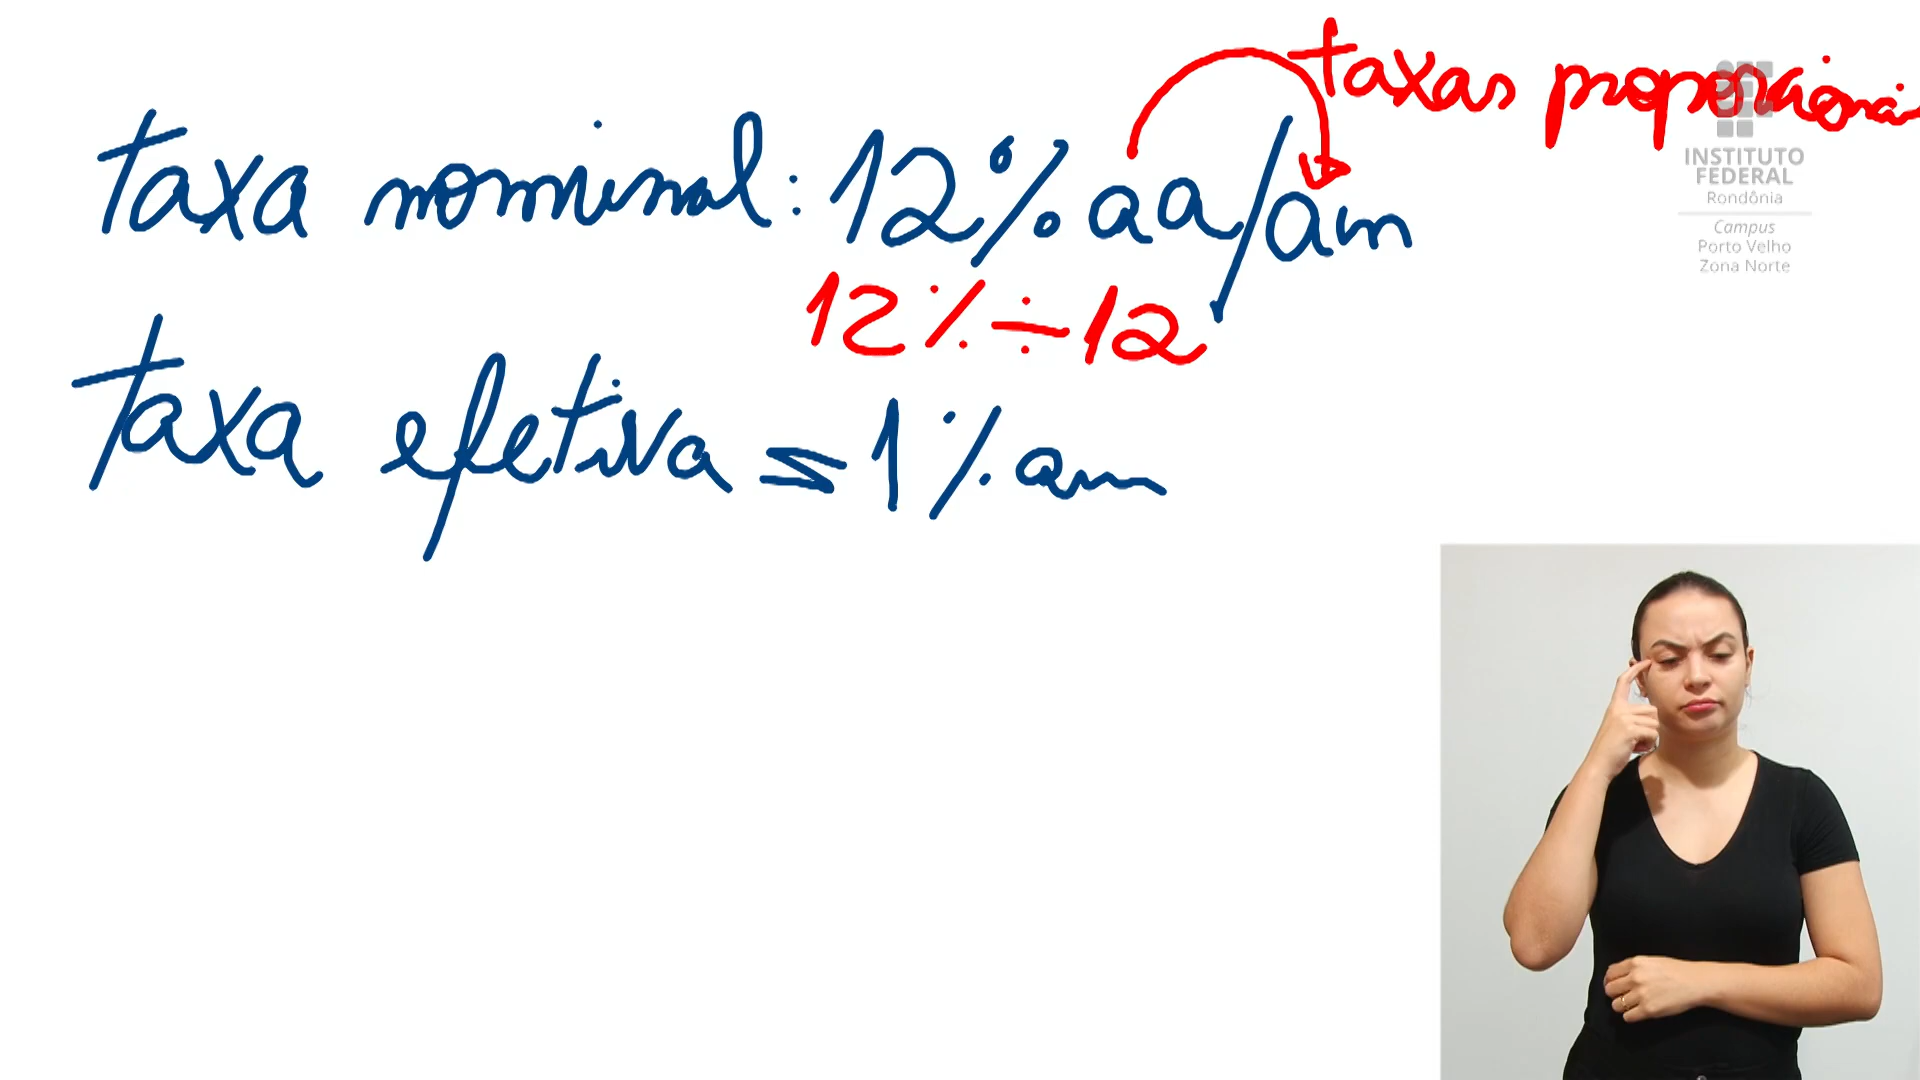 taxas proporcionais
taxa nominal: 12% aa/am
12% ÷ 12
taxa efetiva = 1% am
INSTITUTO
FEDERAL
Rondônia
Campus
Porto Velho
Zona Norte